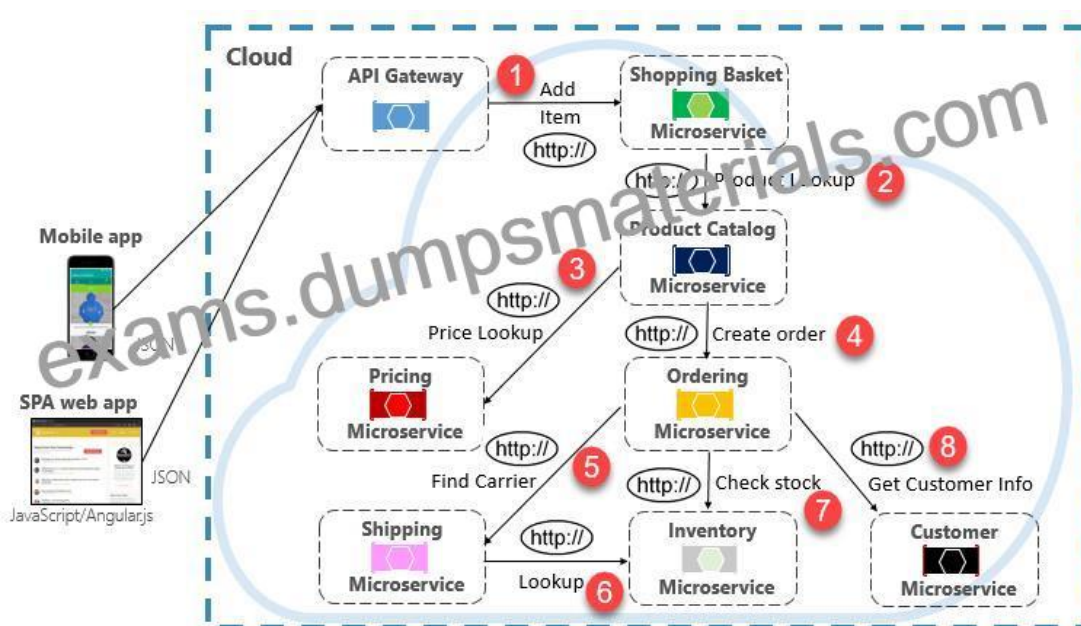 Cloud
API Gateway
1
Add
Item
http://
Shopping Basket
Microservice
http://
Product Lookup
2
Product Catalog
Microservice
3
http://
Price Lookup
http://
Create order
4
Mobile app
JSON
SPA web app
JSON
JavaScript/Angular.js
Pricing
Microservice
Ordering
Microservice
http://
Find Carrier
5
http://
Check stock
7
http://
8
Get Customer Info
Shipping
Microservice
http://
Lookup
6
Inventory
Microservice
Customer
Microservice
exams.dumpsmaterials.com